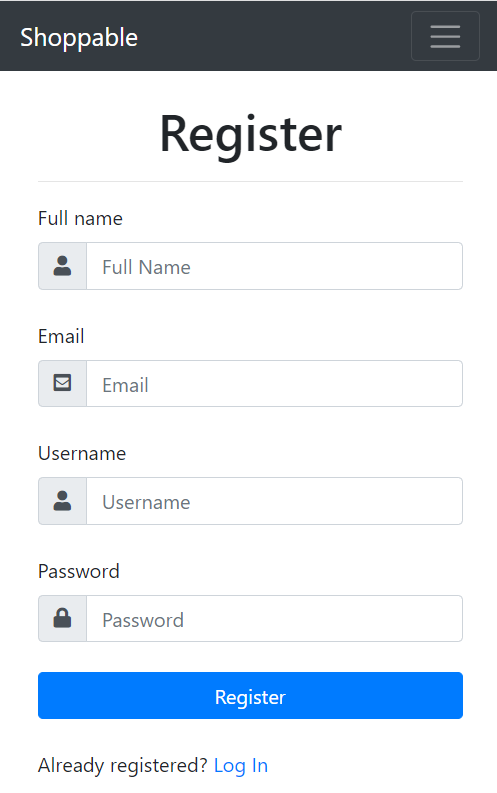 Shoppable
Register
Full name
Full Name
Email
Email
Username
Username
Password
Password
Register
Already registered? Log In